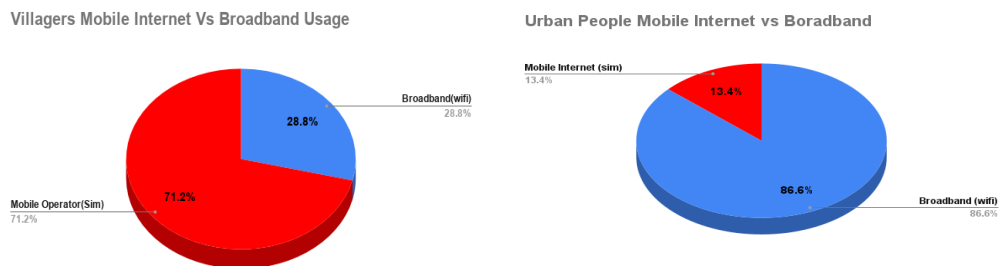 Villagers Mobile Internet Vs Broadband Usage
Broadband(wifi)
28.8%
28.8%
71.2%
Mobile Operator(Sim)
71.2%
Urban People Mobile Internet vs Boradband
Mobile Internet (sim)
13.4%
13.4%
86.6%
Broadband (wifi)
86.6%